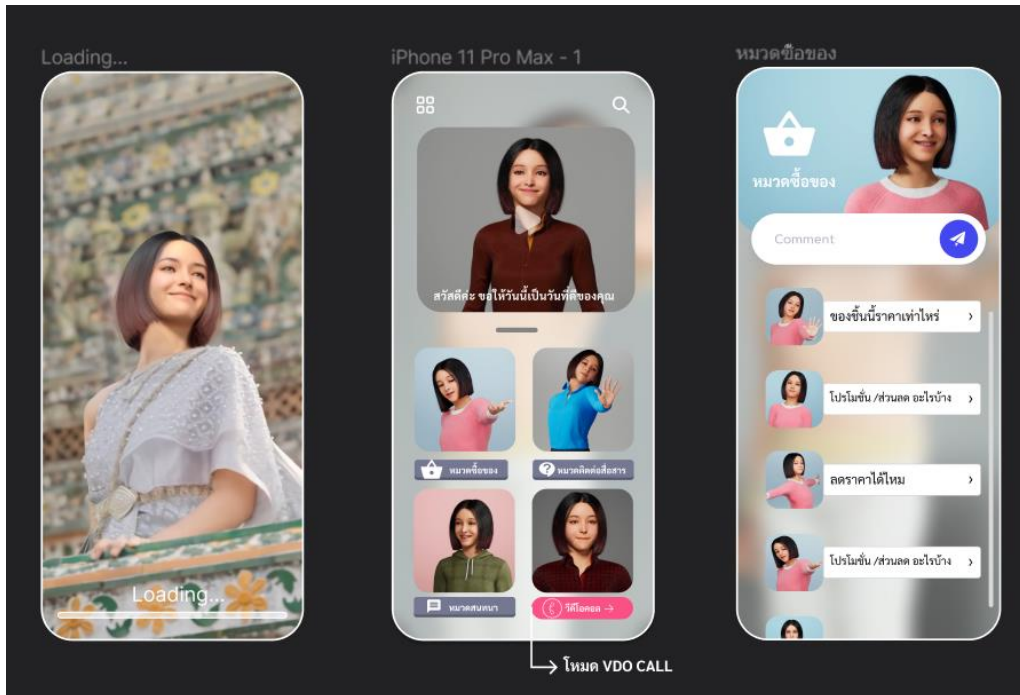 Loading...
iPhone 11 Pro Max - 1
หมวดซื้อของ
หมวดซื้อของ
Comment
สวัสดีค่ะ ขอให้วันนี้เป็นวันที่ดีของคุณ
ของชิ้นนี้ราคาเท่าไหร่
โปรโมชั่น /ส่วนลด อะไรบ้าง
หมวดซื้อของ
หมวดติดต่อสื่อสาร
ลดราคาได้ไหม
โปรโมชั่น /ส่วนลด อะไรบ้าง
Loading...
หมวดสนทนา
วิดีโอคอล →
โหมด VDO CALL